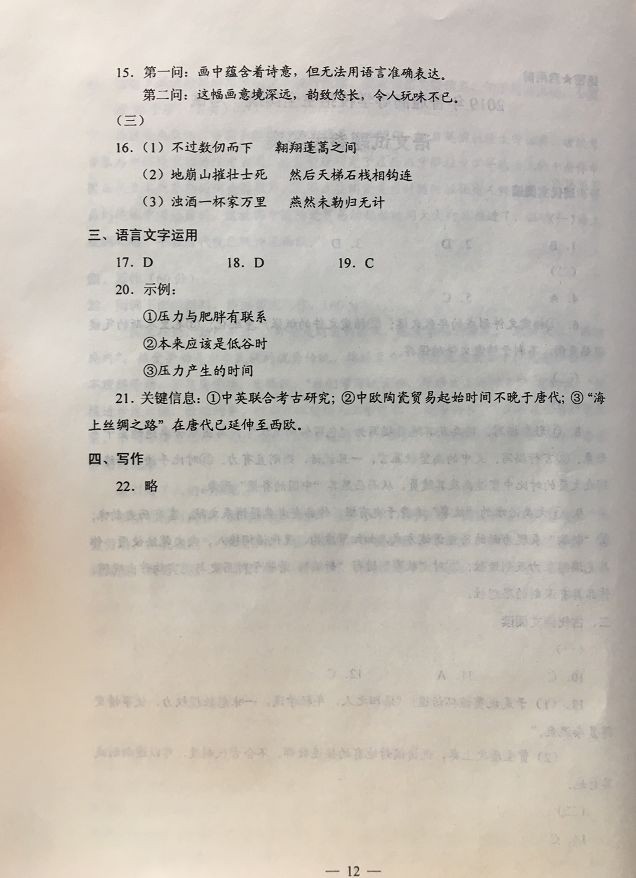 15. 第一问：画中蕴含着诗意，但无法用语言准确表达。
第二问：这幅画意境深远，韵致悠长，令人玩味不已。
（三）
16.（1）不过数仞而下 翱翔蓬蒿之间
（2）地崩山摧壮士死 然后天梯石栈相钩连
（3）浊酒一杯家万里 燕然未勒归无计
三、语言文字运用
17. D 18. D 19. C
20. 示例：
①压力与肥胖有联系
②本来应该是低谷时
③压力产生的时间
21. 关键信息：①中英联合考古研究；②中欧陶瓷贸易起始时间不晚于唐代；③“海
上丝绸之路”在唐代已延伸至西欧。
四、写作
22. 略
— 12 —